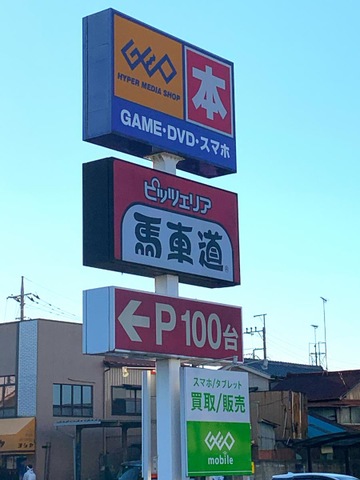 GEO
HYPER MEDIA SHOP
本
GAME・DVD・スマホ
ピッツェリア
馬車道
®
←P100台
スマホ/タブレット
買取/販売
GEO
mobile